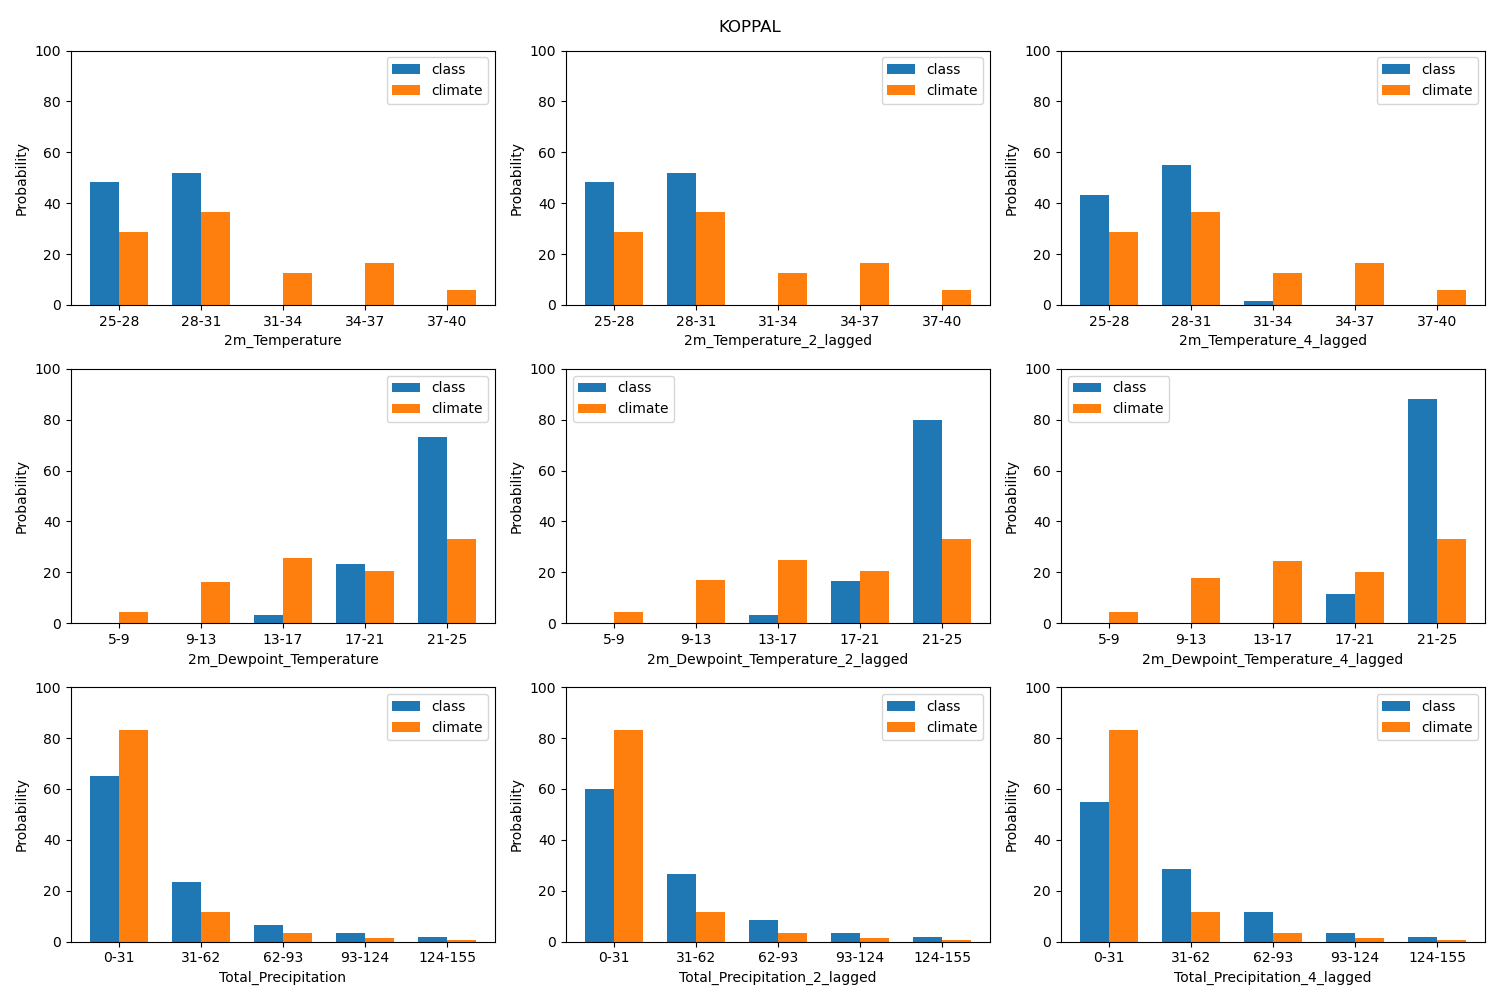 KOPPAL
100
80
60
40
20
0
Probability
class
climate
25-28 28-31 31-34 34-37 37-40
2m_Temperature
100
80
60
40
20
0
Probability
class
climate
25-28 28-31 31-34 34-37 37-40
2m_Temperature_2_lagged
100
80
60
40
20
0
Probability
class
climate
25-28 28-31 31-34 34-37 37-40
2m_Temperature_4_lagged
100
80
60
40
20
0
Probability
class
climate
5-9 9-13 13-17 17-21 21-25
2m_Dewpoint_Temperature
100
80
60
40
20
0
Probability
class
climate
5-9 9-13 13-17 17-21 21-25
2m_Dewpoint_Temperature_2_lagged
100
80
60
40
20
0
Probability
class
climate
5-9 9-13 13-17 17-21 21-25
2m_Dewpoint_Temperature_4_lagged
100
80
60
40
20
0
Probability
class
climate
0-31 31-62 62-93 93-124 124-155
Total_Precipitation
100
80
60
40
20
0
Probability
class
climate
0-31 31-62 62-93 93-124 124-155
Total_Precipitation_2_lagged
100
80
60
40
20
0
Probability
class
climate
0-31 31-62 62-93 93-124 124-155
Total_Precipitation_4_lagged